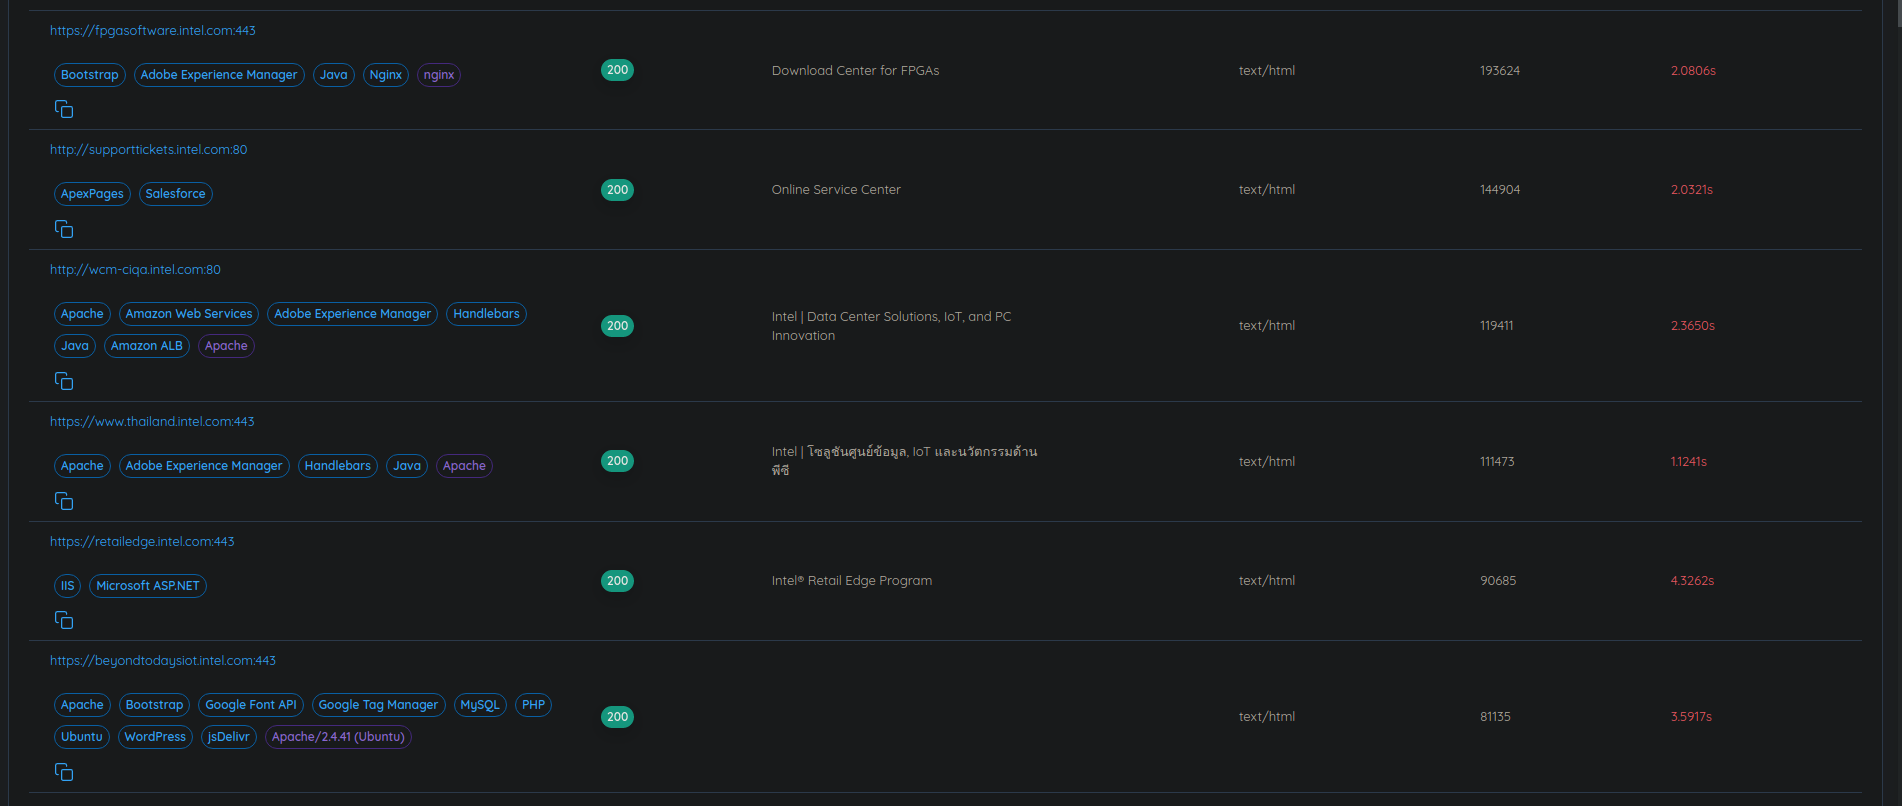 https://fpgasoftware.intel.com:443
Bootstrap Adobe Experience Manager Java Nginx nginx
200 Download Center for FPGAs text/html 193624 2.0806s
http://supporttickets.intel.com:80
ApexPages Salesforce
200 Online Service Center text/html 144904 2.0321s
http://wcm-ciqa.intel.com:80
Apache Amazon Web Services Adobe Experience Manager Handlebars
Java Amazon ALB Apache
200 Intel | Data Center Solutions, IoT, and PC
Innovation
text/html 119411 2.3650s
https://www.thailand.intel.com:443
Apache Adobe Experience Manager Handlebars Java Apache
200 Intel | โซลูชันศูนย์ข้อมูล, IoT และนวัตกรรมด้าน
พีซี
text/html 111473 1.1241s
https://retailedge.intel.com:443
IIS Microsoft ASP.NET
200 Intel® Retail Edge Program text/html 90685 4.3262s
https://beyondtodaysiot.intel.com:443
Apache Bootstrap Google Font API Google Tag Manager MySQL PHP
Ubuntu WordPress jsDelivr Apache/2.4.41 (Ubuntu)
200 text/html 81135 3.5917s